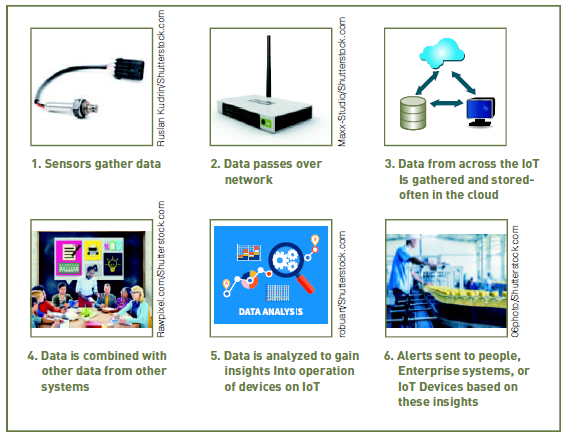 Ruslan Kudrin/Shutterstock.com
1. Sensors gather data
Maxx-Studio/Shutterstock.com
2. Data passes over
network
3. Data from across the IoT
Is gathered and stored-
often in the cloud
Rawpixel.com/Shutterstock.com
4. Data is combined with
other data from other
systems
DATA ANALYSIS
robuart/Shutterstock.com
5. Data is analyzed to gain
insights Into operation
of devices on IoT
06photo/Shutterstock.com
6. Alerts sent to people,
Enterprise systems, or
IoT Devices based on
these insights